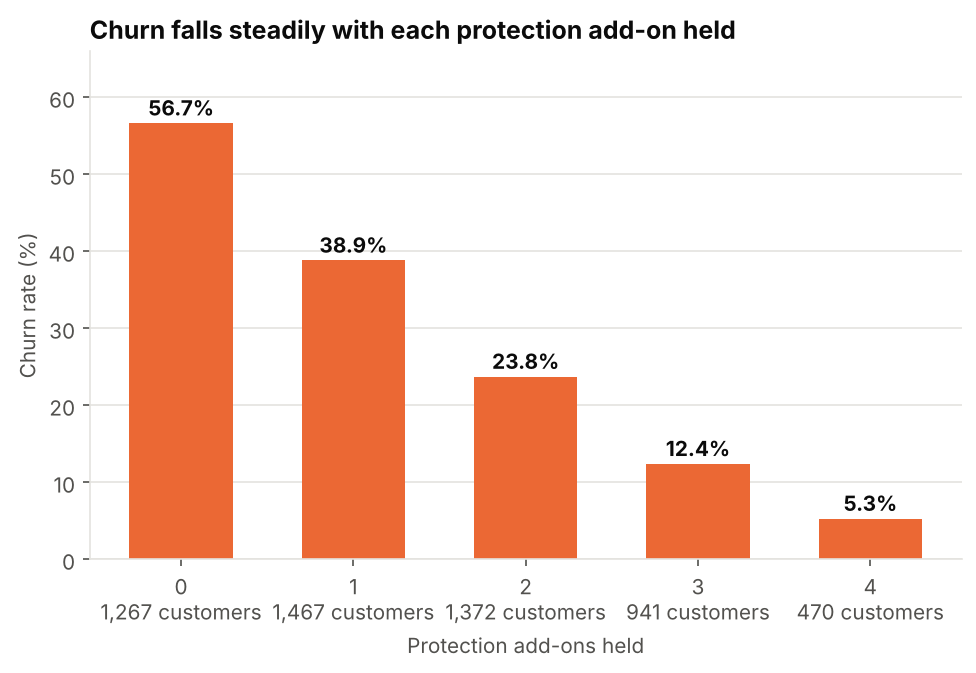 Churn falls steadily with each protection add-on held
Churn rate (%)
60
50
40
30
20
10
0
56.7%
38.9%
23.8%
12.4%
5.3%
0
1,267 customers
1
1,467 customers
2
1,372 customers
3
941 customers
4
470 customers
Protection add-ons held